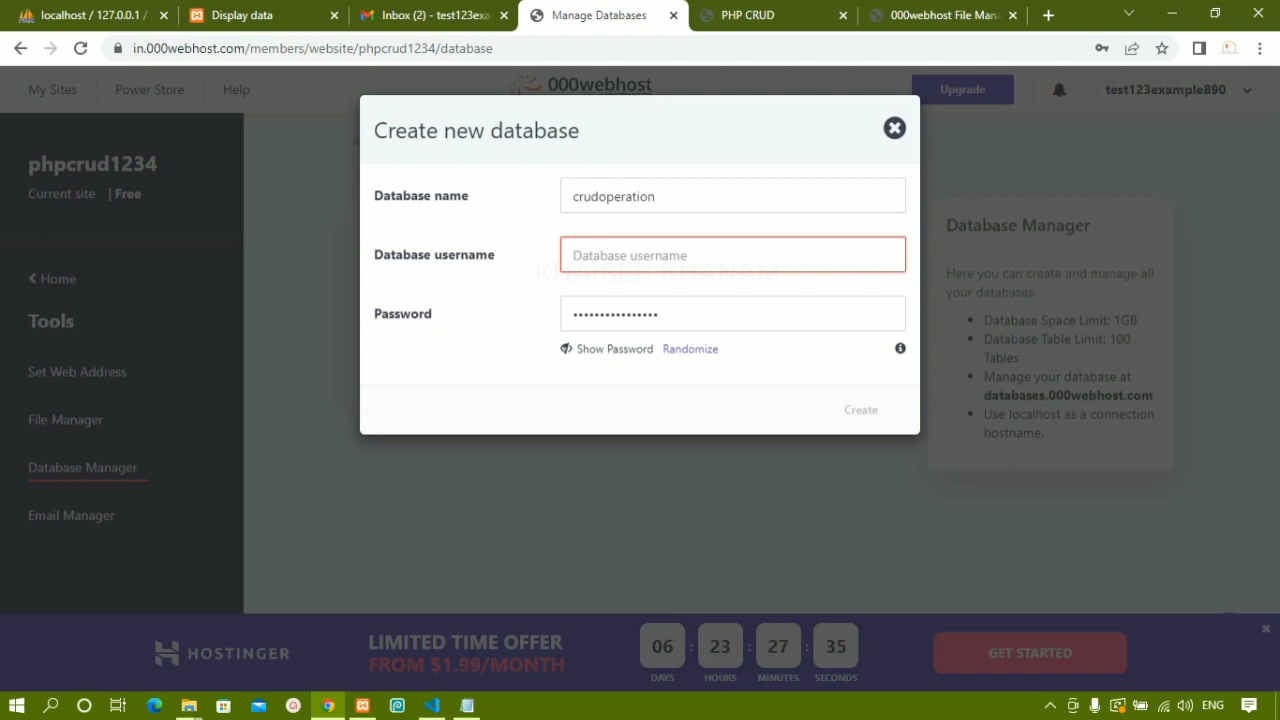 localhost / 127.0.0.1 /
Display data
Inbox (2) - test123exa
Manage Databases
PHP CRUD
000webhost File Man
in.000webhost.com/members/website/phpcrud1234/database
My Sites
Power Store
Help
000webhost
Upgrade
test123example890
phpcrud1234
Current site | Free
Home
Tools
Set Web Address
File Manager
Database Manager
Email Manager
Create new database
Database name
crudoperation
Database username
Database username
KHAISER KHANAM
Password
••••••••••••••••
Show Password Randomize
Create
Database Manager
Here you can create and manage all
your databases.
• Database Space Limit: 1GB
• Database Table Limit: 100
Tables
• Manage your database at
databases.000webhost.com
• Use localhost as a connection
hostname.
HOSTINGER
LIMITED TIME OFFER
FROM $1.99/MONTH
06 : 23 : 27 : 35
DAYS HOURS MINUTES SECONDS
GET STARTED
ENG